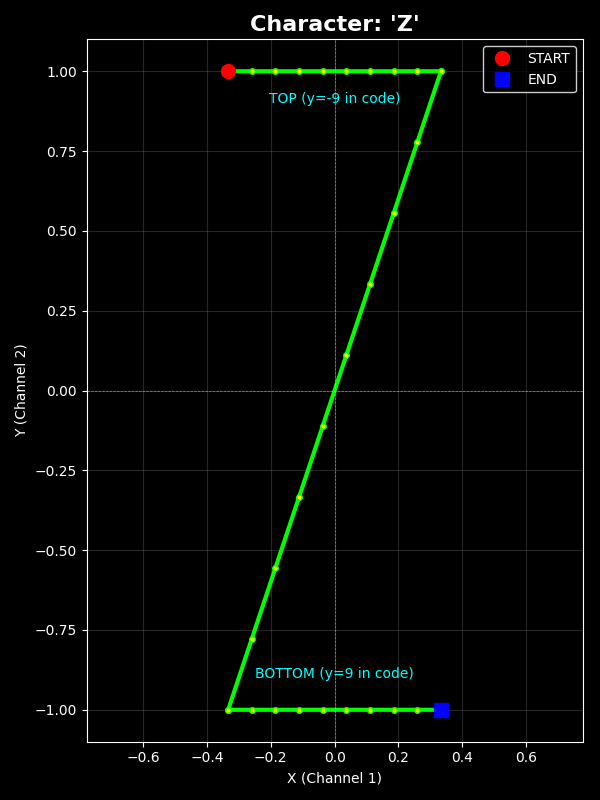 Character: 'Z'
START
END
TOP (y=-9 in code)
1.00
0.75
0.50
0.25
0.00
−0.25
−0.50
−0.75
−1.00
Y (Channel 2)
BOTTOM (y=9 in code)
−0.6 −0.4 −0.2 0.0 0.2 0.4 0.6
X (Channel 1)